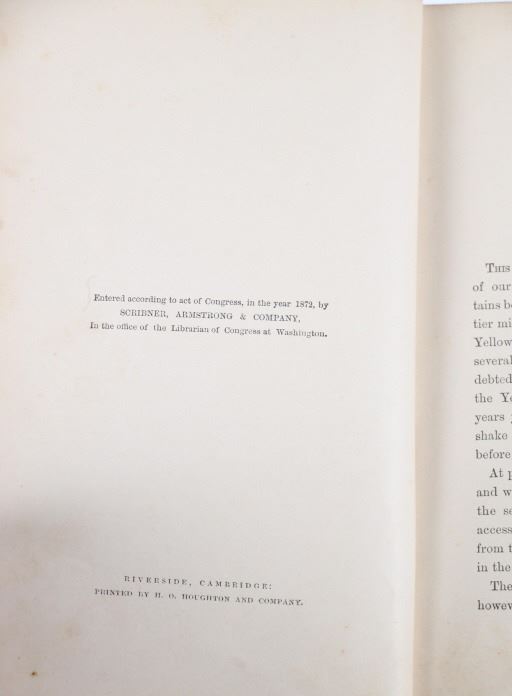 Entered according to act of Congress, in the year 1872, by
SCRIBNER, ARMSTRONG & COMPANY,
In the office of the Librarian of Congress at Washington.
RIVERSIDE, CAMBRIDGE:
PRINTED BY H. O. HOUGHTON AND COMPANY.
THIS
of our
tains b
tier mi
Yellow
several
debted
the Y
years
shake
before
At p
and w
the s
access
from t
in the
The
howev